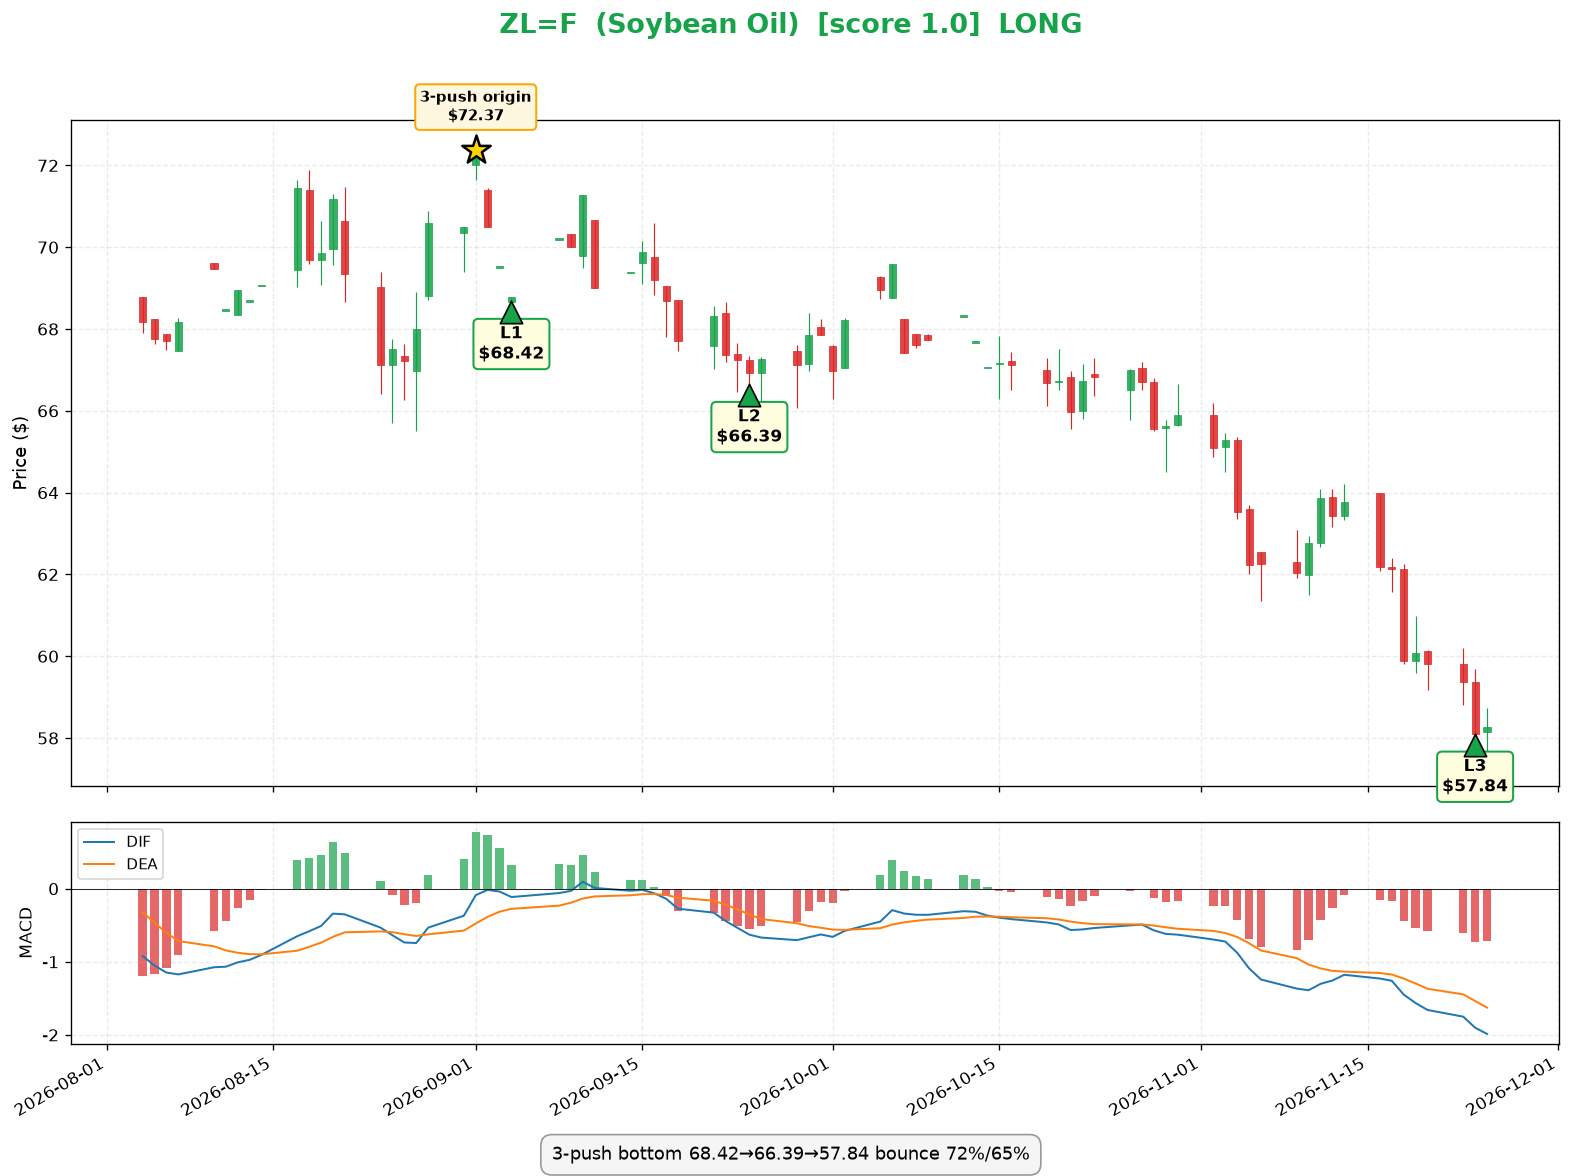 ZL=F (Soybean Oil) [score 1.0] LONG
3-push origin
$72.37
72
70
68
66
64
62
60
58
Price ($)
L1
$68.42
L2
$66.39
L3
$57.84
DIF
DEA
0
-1
-2
MACD
2026-08-01
2026-08-15
2026-09-01
2026-09-15
2026-10-01
2026-10-15
2026-11-01
2026-11-15
2026-12-01
3-push bottom 68.42→66.39→57.84 bounce 72%/65%